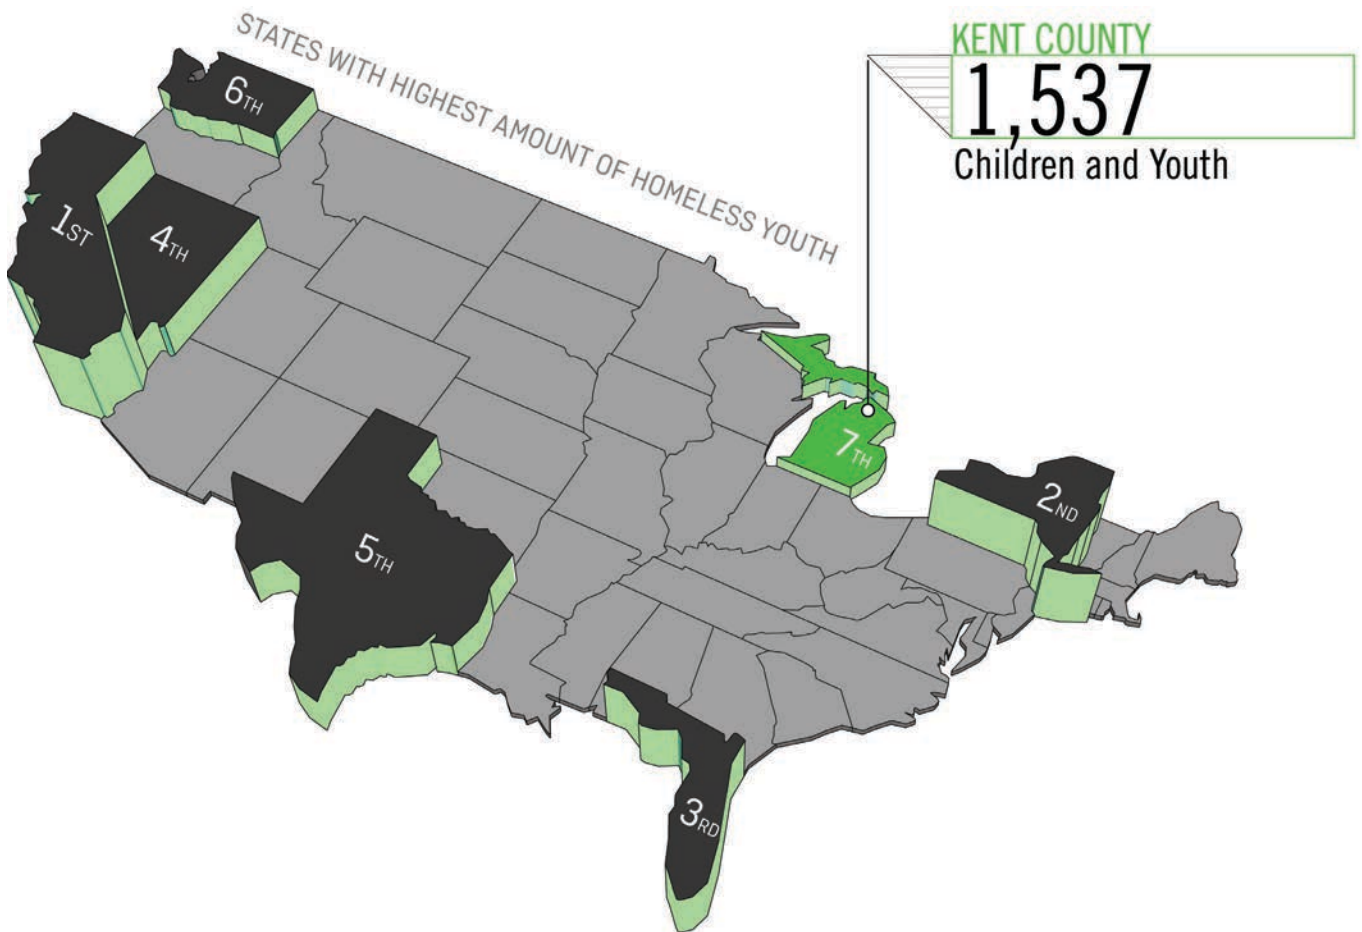 STATES WITH HIGHEST AMOUNT OF HOMELESS YOUTH
KENT COUNTY
1,537
Children and Youth
6TH
1ST
4TH
7TH
2ND
5TH
3RD